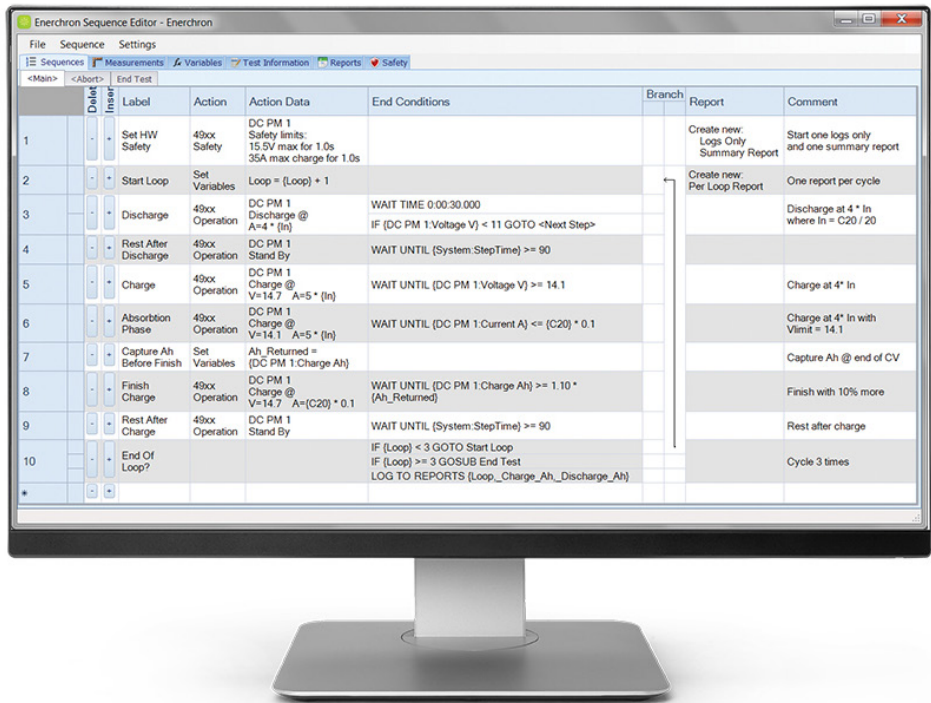 Enerchron Sequence Editor - Enerchron
File Sequence Settings
Sequences Measurements fx Variables Test Information Reports Safety
<Main> <Abort> End Test
Delet Inser Label Action Action Data End Conditions Branch Report Comment
1 - + Set HW Safety 49xx Safety DC PM 1
Safety limits:
15.5V max for 1.0s
35A max charge for 1.0s
Create new:
Logs Only
Summary Report
Start one logs only
and one summary report
2 - + Start Loop Set Variables Loop = {Loop} + 1
Create new:
Per Loop Report
One report per cycle
3 - + Discharge 49xx Operation DC PM 1
Discharge @
A=4 * {In}
WAIT TIME 0:00:30.000
IF {DC PM 1:Voltage V} < 11 GOTO <Next Step>
Discharge at 4 * In
where In = C20 / 20
4 - + Rest After Discharge 49xx Operation DC PM 1
Stand By
WAIT UNTIL {System:StepTime} >= 90
5 - + Charge 49xx Operation DC PM 1
Charge @
V=14.7 A=5 * {In}
WAIT UNTIL {DC PM 1:Voltage V} >= 14.1
Charge at 4* In
6 - + Absorbtion Phase 49xx Operation DC PM 1
Charge @
V=14.1 A=5 * {In}
WAIT UNTIL {DC PM 1:Current A} <= {C20} * 0.1
Charge at 4* In with
Vlimit = 14.1
7 - + Capture Ah Before Finish Set Variables Ah_Returned =
{DC PM 1:Charge Ah}
Capture Ah @ end of CV
8 - + Finish Charge 49xx Operation DC PM 1
Charge @
V=14.7 A={C20} * 0.1
WAIT UNTIL {DC PM 1:Charge Ah} >= 1.10 *
{Ah_Returned}
Finish with 10% more
9 - + Rest After Charge 49xx Operation DC PM 1
Stand By
WAIT UNTIL {System:StepTime} >= 90
Rest after charge
10 - + End Of Loop?
IF {Loop} < 3 GOTO Start Loop
IF {Loop} >= 3 GOSUB End Test
LOG TO REPORTS {Loop,_Charge_Ah,_Discharge_Ah}
Cycle 3 times
* - +